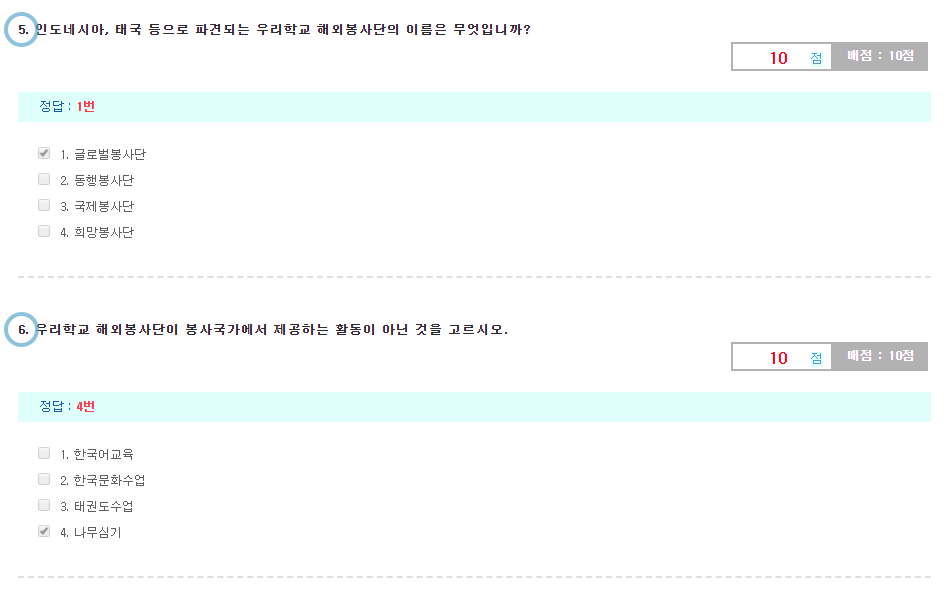 5. 인도네시아, 태국 등으로 파견되는 우리학교 해외봉사단의 이름은 무엇입니까?
10 점 배점 : 10점
정답 : 1번
1. 글로벌봉사단
2. 동행봉사단
3. 국제봉사단
4. 희망봉사단
6. 우리학교 해외봉사단이 봉사국가에서 제공하는 활동이 아닌 것을 고르시오.
10 점 배점 : 10점
정답 : 4번
1. 한국어교육
2. 한국문화수업
3. 태권도수업
4. 나무심기